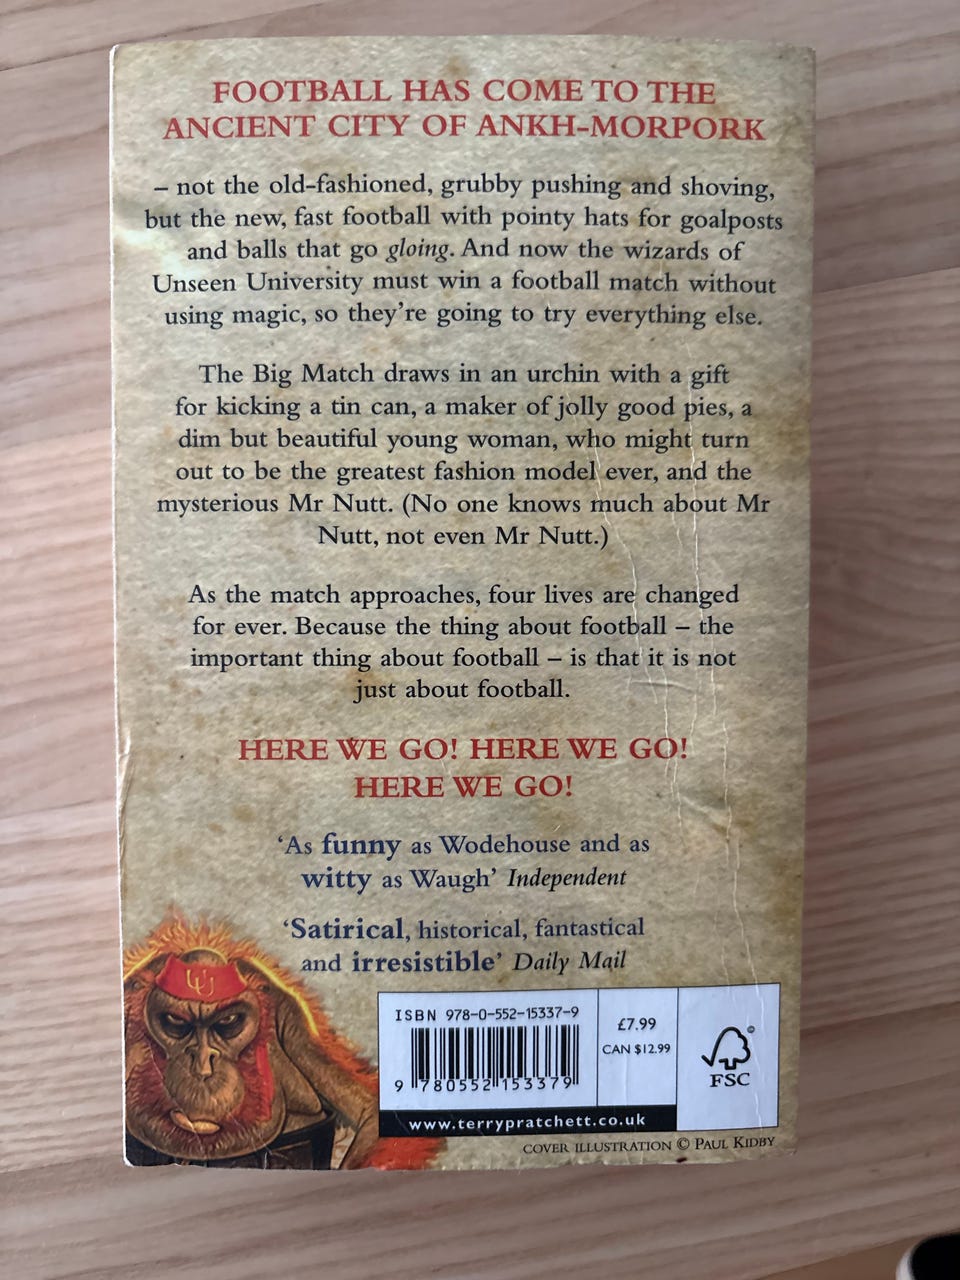 FOOTBALL HAS COME TO THE
ANCIENT CITY OF ANKH-MORPORK
– not the old-fashioned, grubby pushing and shoving,
but the new, fast football with pointy hats for goalposts
and balls that go gloing. And now the wizards of
Unseen University must win a football match without
using magic, so they're going to try everything else.
The Big Match draws in an urchin with a gift
for kicking a tin can, a maker of jolly good pies, a
dim but beautiful young woman, who might turn
out to be the greatest fashion model ever, and the
mysterious Mr Nutt. (No one knows much about Mr
Nutt, not even Mr Nutt.)
As the match approaches, four lives are changed
for ever. Because the thing about football – the
important thing about football – is that it is not
just about football.
HERE WE GO! HERE WE GO!
HERE WE GO!
'As funny as Wodehouse and as
witty as Waugh' Independent
'Satirical, historical, fantastical
and irresistible' Daily Mail
UU
ISBN 978-0-552-15337-9
9 780552 153379
£7.99
CAN $12.99
©
FSC
www.terrypratchett.co.uk
COVER ILLUSTRATION © PAUL KIDBY